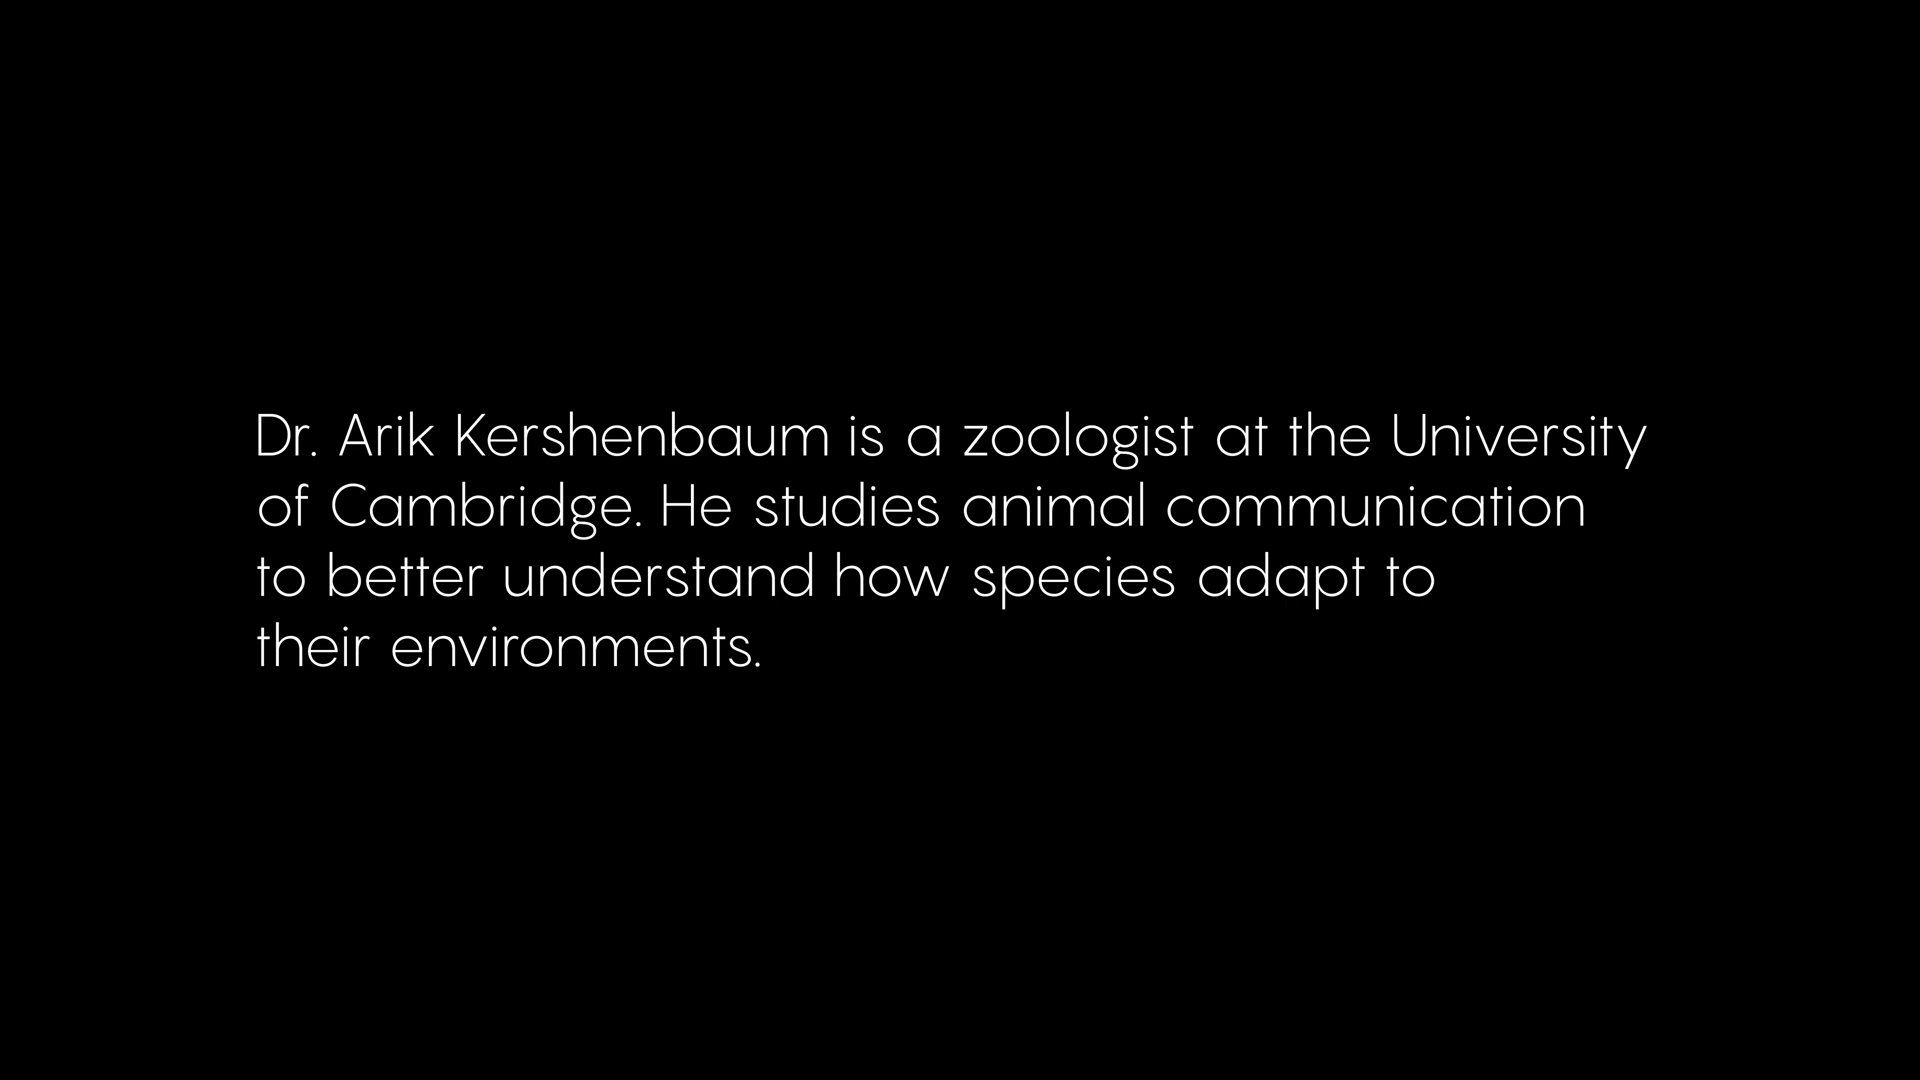 Dr. Arik Kershenbaum is a zoologist at the University
of Cambridge. He studies animal communication
to better understand how species adapt to
their environments.